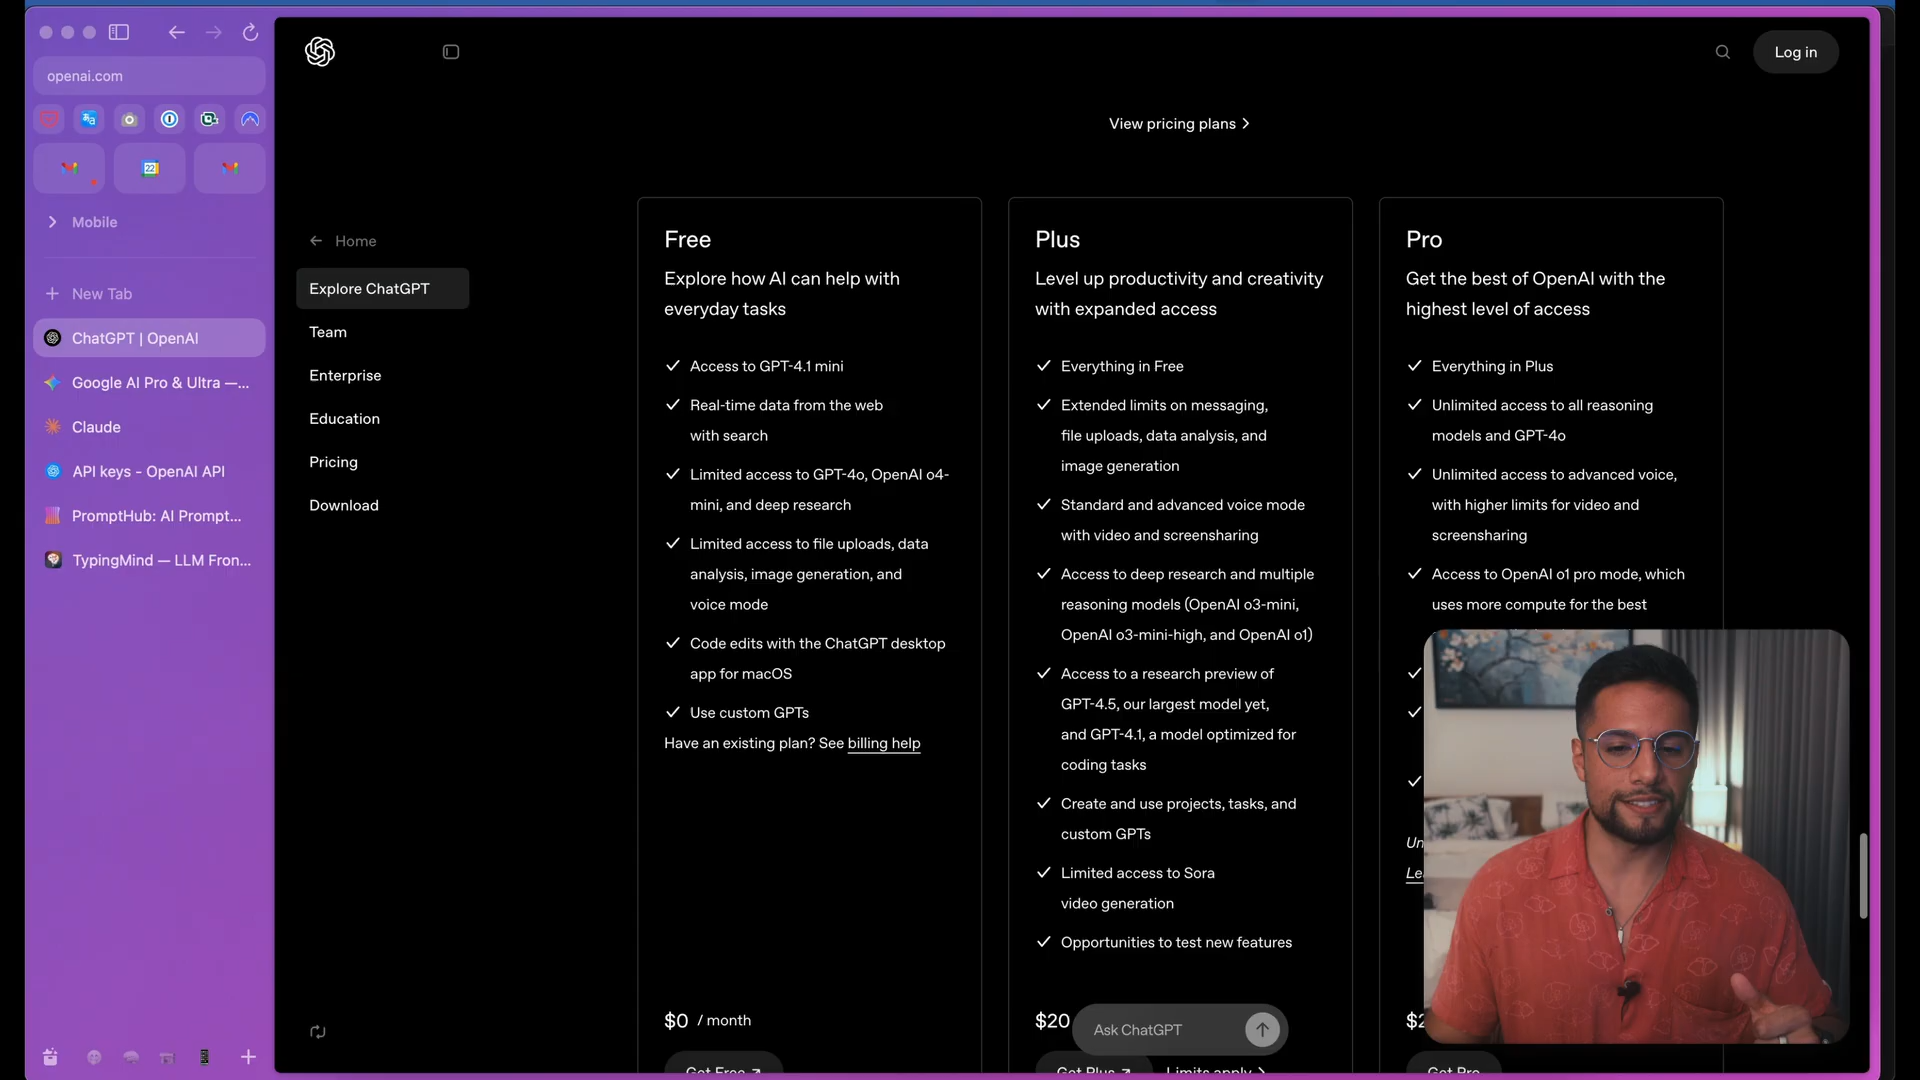 openai.com
22
Mobile
New Tab
ChatGPT | OpenAI
Google AI Pro & Ultra —...
Claude
API keys - OpenAI API
PromptHub: AI Prompt...
TypingMind — LLM Fron...
Log in
View pricing plans
Home
Explore ChatGPT
Team
Enterprise
Education
Pricing
Download
Free
Explore how AI can help with
everyday tasks
Access to GPT-4.1 mini
Real-time data from the web
with search
Limited access to GPT-4o, OpenAI o4-
mini, and deep research
Limited access to file uploads, data
analysis, image generation, and
voice mode
Code edits with the ChatGPT desktop
app for macOS
Use custom GPTs
Have an existing plan? See billing help
$0 / month
Get Free
Plus
Level up productivity and creativity
with expanded access
Everything in Free
Extended limits on messaging,
file uploads, data analysis, and
image generation
Standard and advanced voice mode
with video and screensharing
Access to deep research and multiple
reasoning models (OpenAI o3-mini,
OpenAI o3-mini-high, and OpenAI o1)
Access to a research preview of
GPT-4.5, our largest model yet,
and GPT-4.1, a model optimized for
coding tasks
Create and use projects, tasks, and
custom GPTs
Limited access to Sora
video generation
Opportunities to test new features
$20
Ask ChatGPT
Get Plus
Limits apply
Pro
Get the best of OpenAI with the
highest level of access
Everything in Plus
Unlimited access to all reasoning
models and GPT-4o
Unlimited access to advanced voice,
with higher limits for video and
screensharing
Access to OpenAI o1 pro mode, which
uses more compute for the best
Get Pro